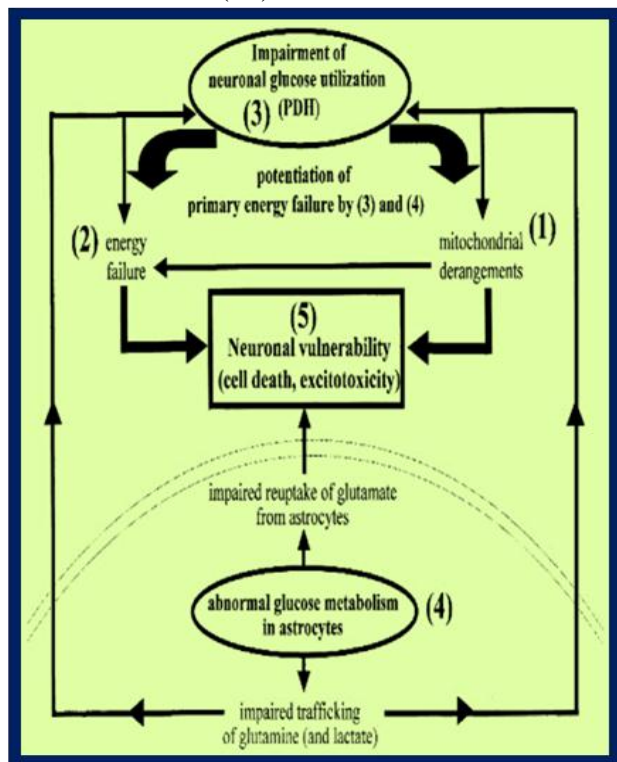 Impairment of
neuronal glucose utilization
(3) (PDH)
potentiation of
primary energy failure by (3) and (4)
(2) energy
failure
mitochondrial (1)
derangements
(5)
Neuronal vulnerability
(cell death, excitotoxicity)
impaired reuptake of glutamate
from astrocytes
abnormal glucose metabolism
in astrocytes (4)
impaired trafficking
of glutamine (and lactate)